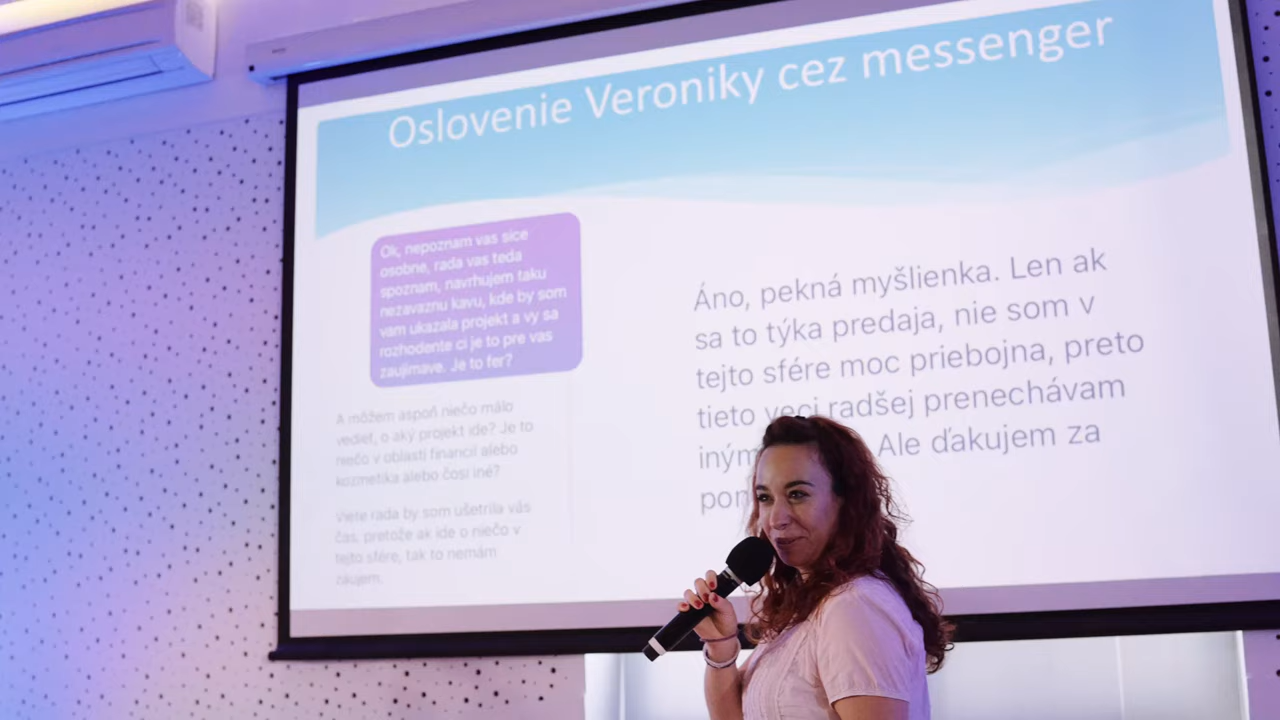 Oslovenie Veroniky cez messenger
Ok, nepoznam vas sice
osobne, rada vas teda
spoznam, navrhujem taku
nezavaznu kavu, kde by som
vam ukazala projekt a vy sa
rozhodente ci je to pre vas
zaujimave. Je to fer?
A môžem aspoň niečo málo
vedieť, o aký projekt ide? Je to
niečo v oblasti financií alebo
kozmetika alebo čosi iné?
Viete rada by som ušetrila vás
čas, pretože ak ide o niečo v
tejto sfére, tak to nemám
záujem.
Áno, pekná myšlienka. Len ak
sa to týka predaja, nie som v
tejto sfére moc priebojna, preto
tieto veci radšej prenechávam
Ale ďakujem za